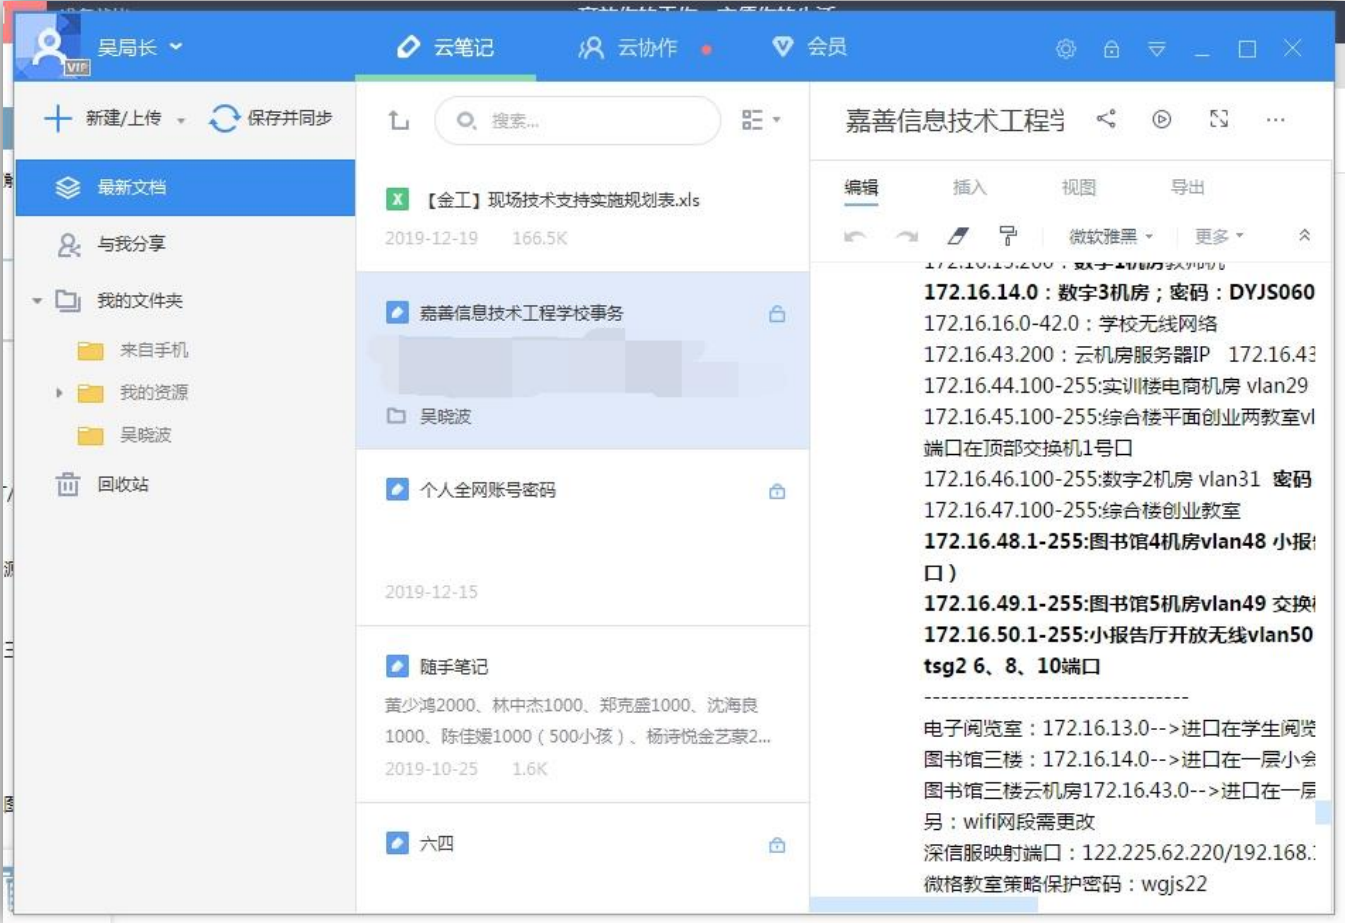 吴局长
VIP
云笔记
云协作
会员
新建/上传
保存并同步
搜索...
嘉善信息技术工程学
最新文档
与我分享
我的文件夹
来自手机
我的资源
吴晓波
回收站
【金工】现场技术支持实施规划表.xls
2019-12-19 166.5K
嘉善信息技术工程学校事务
吴晓波
个人全网账号密码
2019-12-15
随手笔记
黄少鸿2000、林中杰1000、郑克盛1000、沈海良
1000、陈佳嫒1000（500小孩）、杨诗悦金艺蒙2...
2019-10-25 1.6K
六四
编辑 插入 视图 导出
微软雅黑 更多
172.16.14.0：数字3机房；密码：DYJS060
172.16.16.0-42.0：学校无线网络
172.16.43.200：云机房服务器IP 172.16.43
172.16.44.100-255:实训楼电商机房 vlan29
172.16.45.100-255:综合楼平面创业两教室vl
端口在顶部交换机1号口
172.16.46.100-255:数字2机房 vlan31 密码
172.16.47.100-255:综合楼创业教室
172.16.48.1-255:图书馆4机房vlan48 小报
口）
172.16.49.1-255:图书馆5机房vlan49 交换
172.16.50.1-255:小报告厅开放无线vlan50
tsg2 6、8、10端口
-------------------------------
电子阅览室：172.16.13.0-->进口在学生阅览
图书馆三楼：172.16.14.0-->进口在一层小会
图书馆三楼云机房172.16.43.0-->进口在一层
另：wifi网段需更改
深信服映射端口：122.225.62.220/192.168.
微格教室策略保护密码：wgjs22